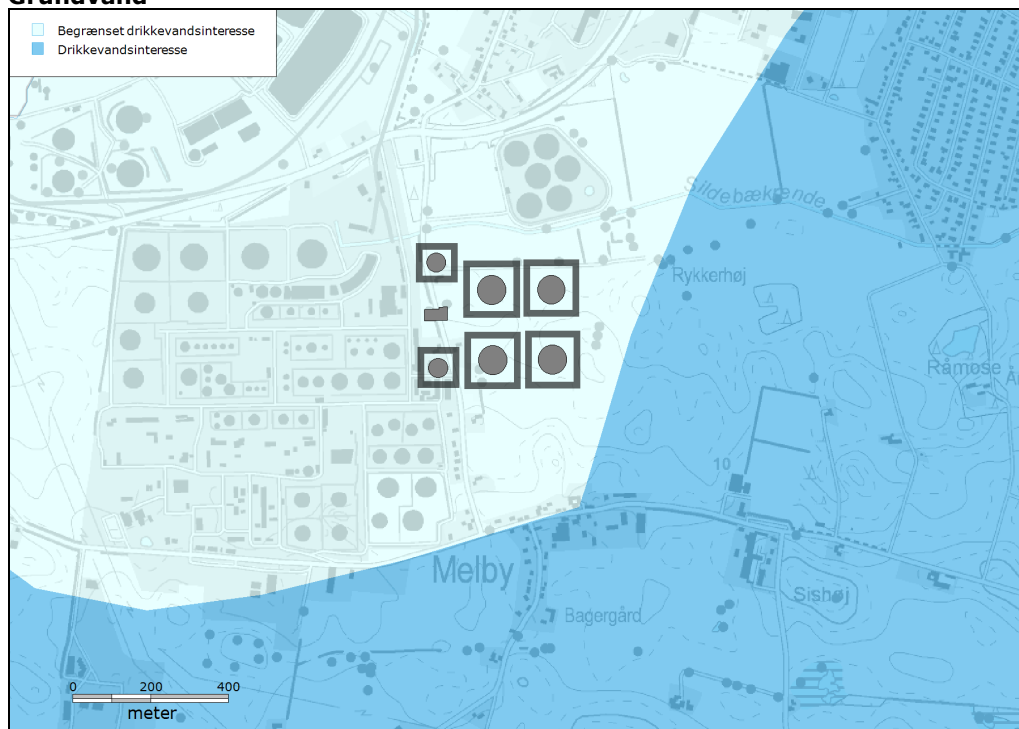 Grundvand
Begrænset drikkevandsinteresse
Drikkevandsinteresse
Sildebækrende
Rykkerhøj
Råmose
10
Melby
Sishøj
Bagergård
0 200 400
meter